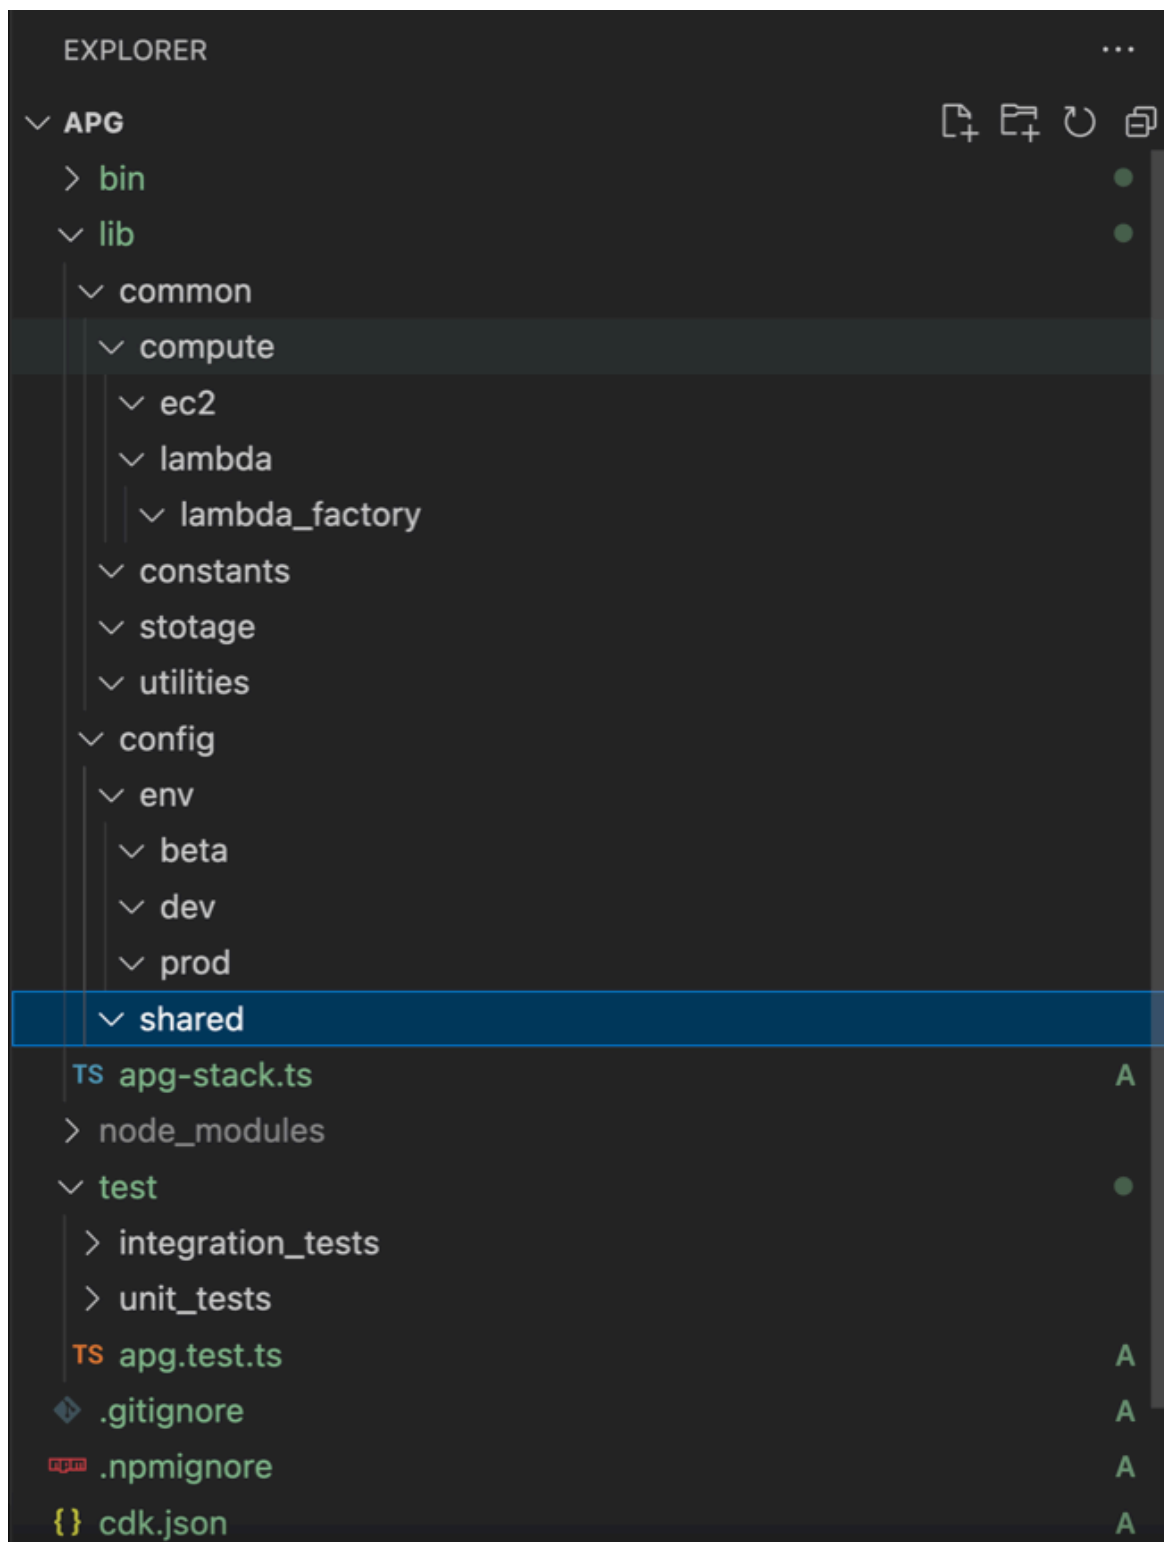 EXPLORER
APG
bin
lib
common
compute
ec2
lambda
lambda_factory
constants
stotage
utilities
config
env
beta
dev
prod
shared
TS apg-stack.ts A
node_modules
test
integration_tests
unit_tests
TS apg.test.ts A
.gitignore A
npm .npmignore A
{} cdk.json A